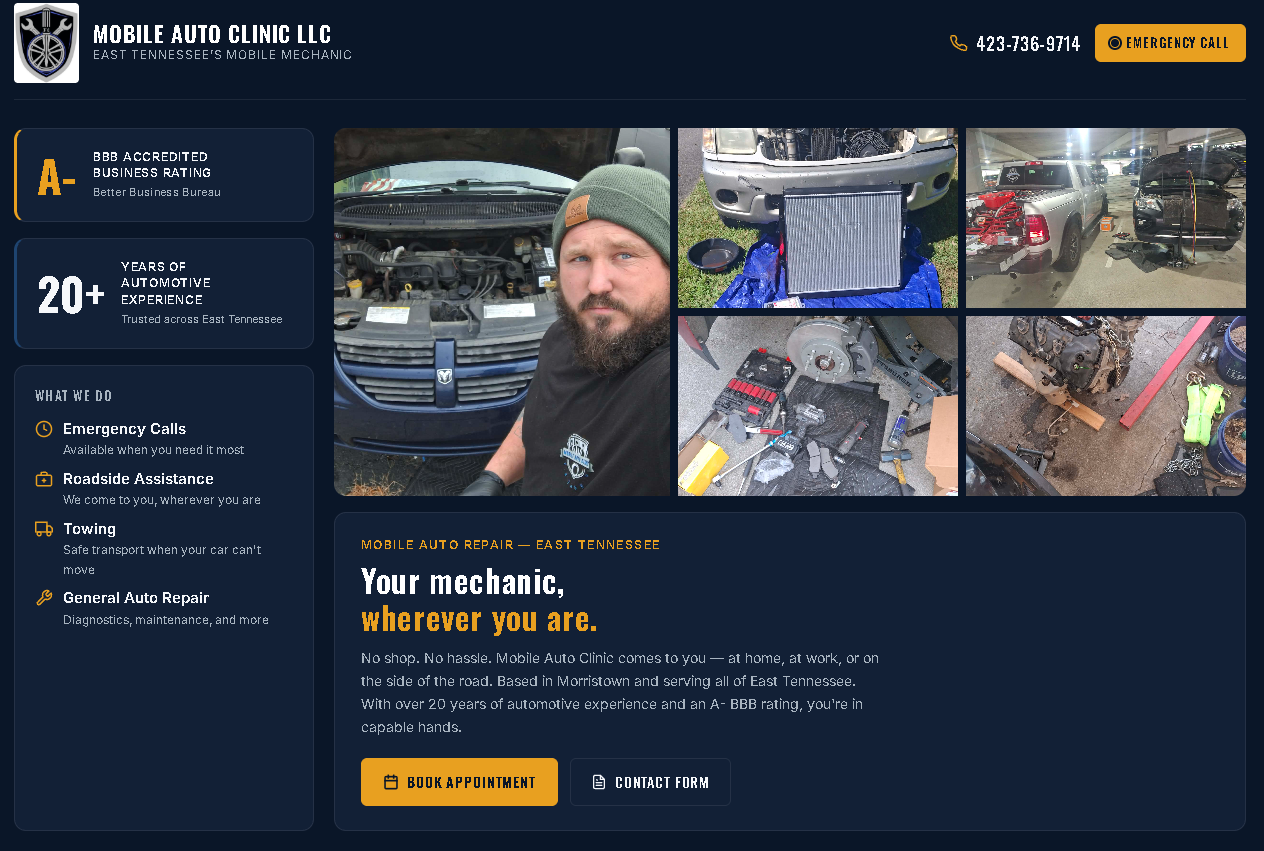 MOBILE AUTO CLINIC LLC
EAST TENNESSEE'S MOBILE MECHANIC
423-736-9714
EMERGENCY CALL
A-
BBB ACCREDITED
BUSINESS RATING
Better Business Bureau
20+
YEARS OF
AUTOMOTIVE
EXPERIENCE
Trusted across East Tennessee
WHAT WE DO
Emergency Calls
Available when you need it most
Roadside Assistance
We come to you, wherever you are
Towing
Safe transport when your car can't
move
General Auto Repair
Diagnostics, maintenance, and more
MOBILE AUTO REPAIR — EAST TENNESSEE
Your mechanic,
wherever you are.
No shop. No hassle. Mobile Auto Clinic comes to you — at home, at work, or on
the side of the road. Based in Morristown and serving all of East Tennessee.
With over 20 years of automotive experience and an A- BBB rating, you're in
capable hands.
BOOK APPOINTMENT
CONTACT FORM